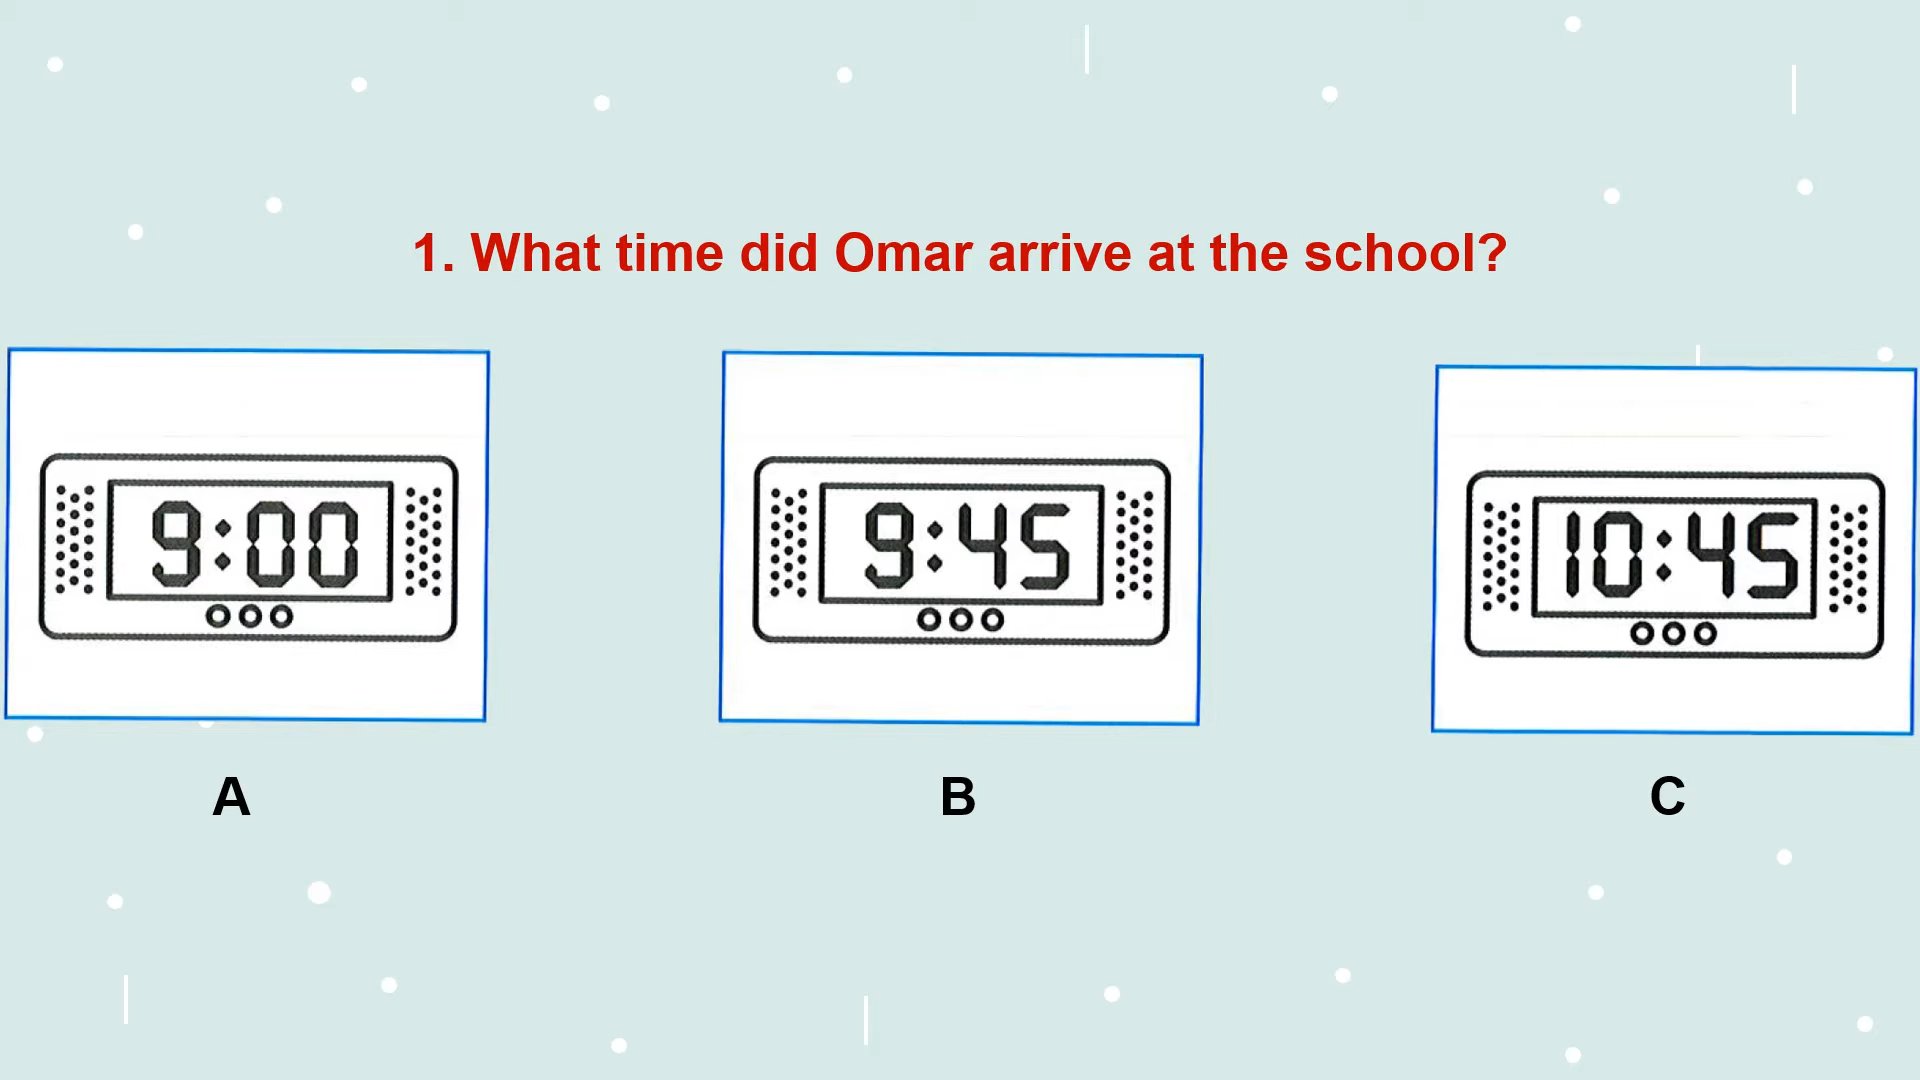 1. What time did Omar arrive at the school?
9:00
9:45
10:45
A
B
C